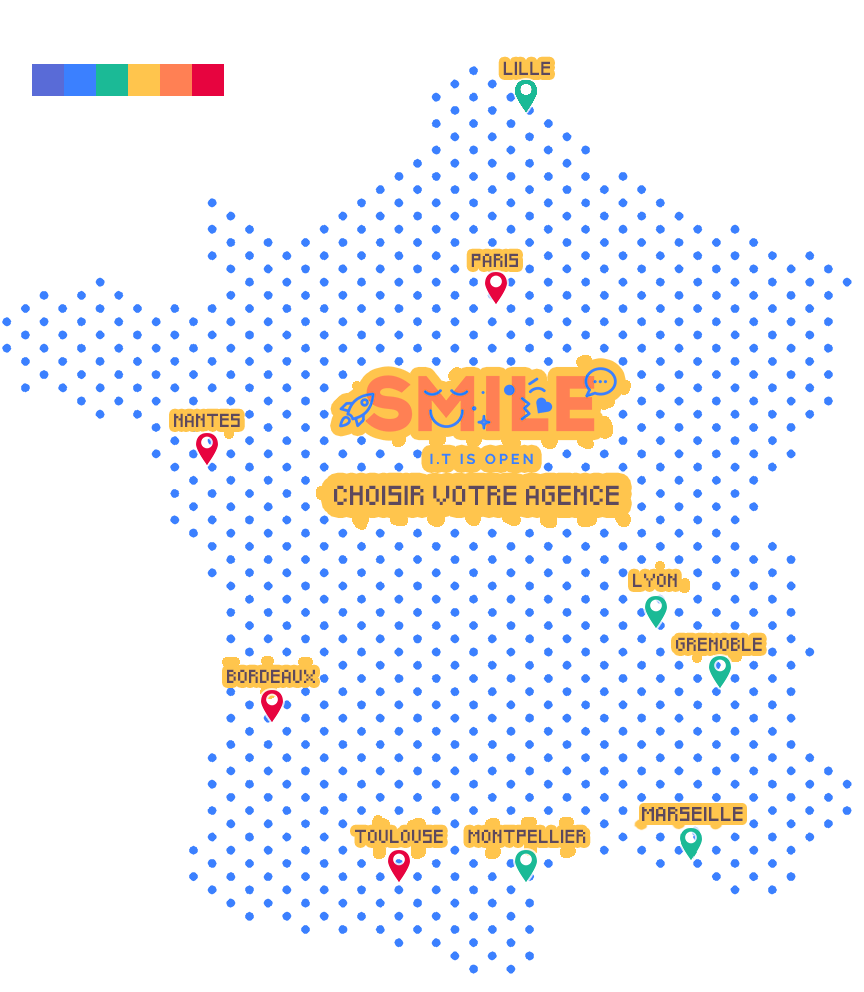 LILLE
PARIS
SMILE
I.T IS OPEN
CHOISIR VOTRE AGENCE
NANTES
LYON
GRENOBLE
BORDEAUX
MARSEILLE
TOULOUSE
MONTPELLIER